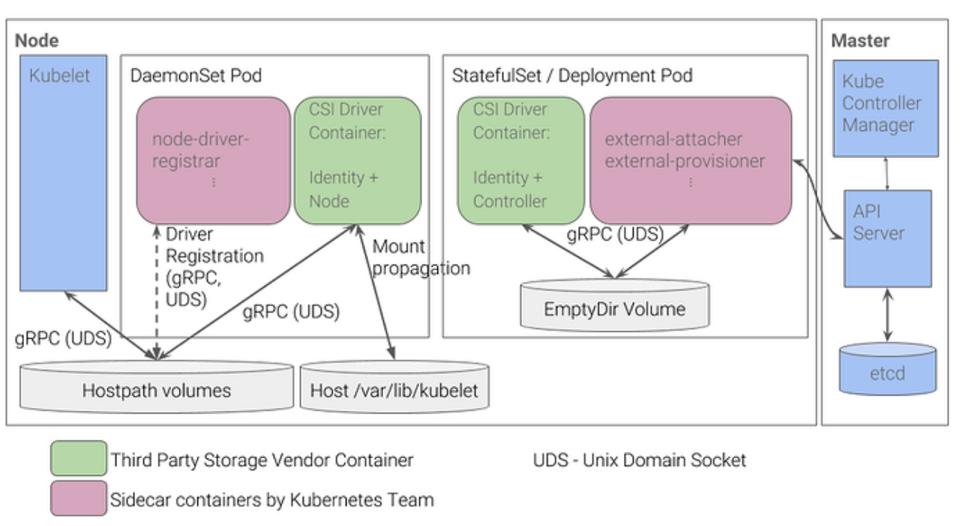 Node
Kubelet
DaemonSet Pod
node-driver-
registrar
⋮
CSI Driver
Container:
Identity +
Node
StatefulSet / Deployment Pod
CSI Driver
Container:
Identity +
Controller
external-attacher
external-provisioner
⋮
Master
Kube
Controller
Manager
API
Server
etcd
Driver
Registration
(gRPC,
UDS)
gRPC (UDS)
Mount
propagation
gRPC (UDS)
gRPC (UDS)
EmptyDir Volume
Hostpath volumes
Host /var/lib/kubelet
Third Party Storage Vendor Container
UDS - Unix Domain Socket
Sidecar containers by Kubernetes Team